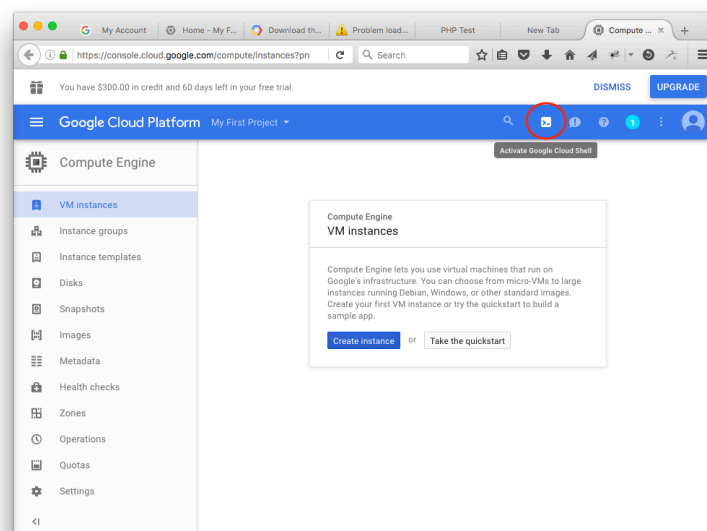 My Account
Home - My F...
Download th...
Problem load...
PHP Test
New Tab
Compute ...
https://console.cloud.google.com/compute/instances?pro
Search
You have $300.00 in credit and 60 days left in your free trial.
DISMISS
UPGRADE
Google Cloud Platform
My First Project
1
Activate Google Cloud Shell
Compute Engine
VM instances
Instance groups
Instance templates
Disks
Snapshots
Images
Metadata
Health checks
Zones
Operations
Quotas
Settings
Compute Engine
VM instances
Compute Engine lets you use virtual machines that run on
Google's infrastructure. You can choose from micro-VMs to large
instances running Debian, Windows, or other standard images.
Create your first VM instance or try the quickstart to build a
sample app.
Create instance or Take the quickstart